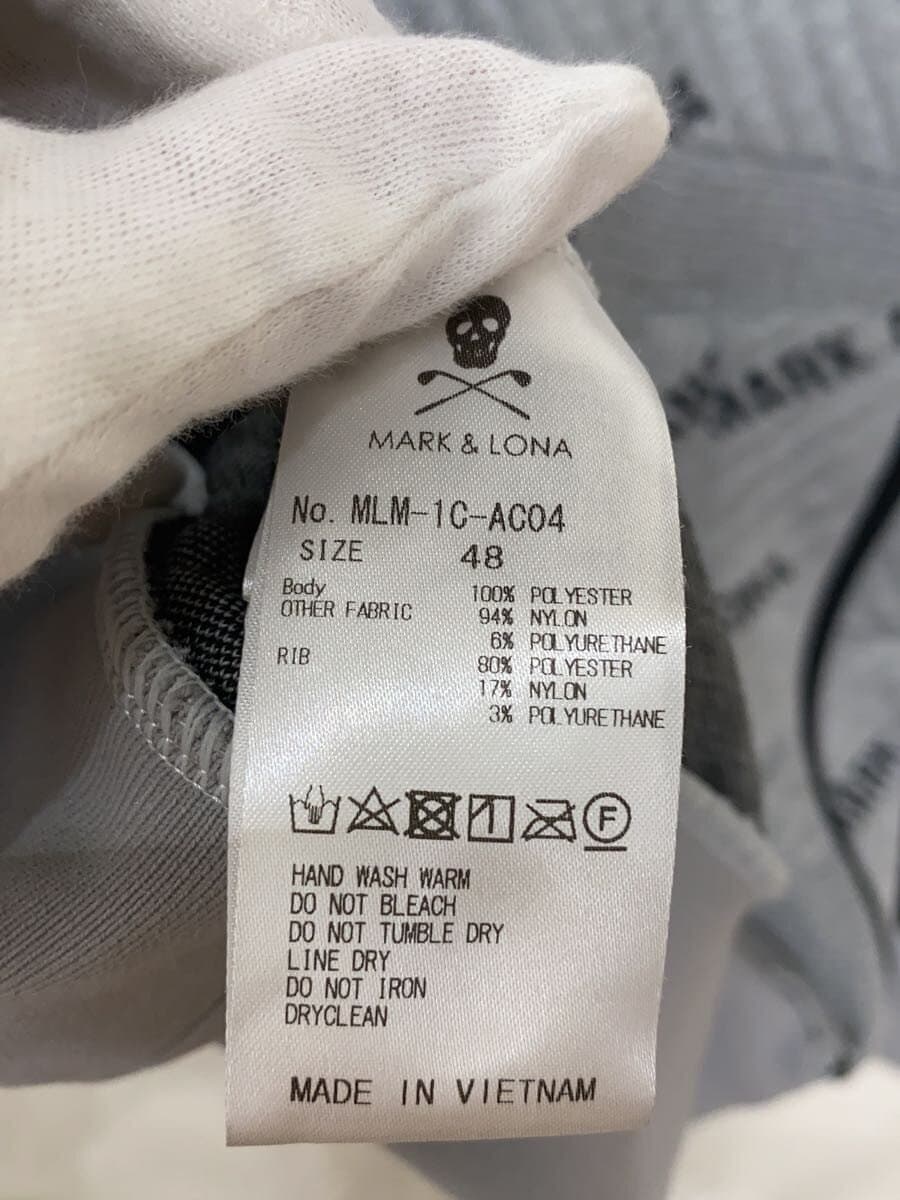 MARK & LONA
No. MLM-1C-AC04
SIZE 48
Body 100% POLYESTER
OTHER FABRIC 94% NYLON
6% POLYURETHANE
RIB 80% POLYESTER
17% NYLON
3% POLYURETHANE
F
HAND WASH WARM
DO NOT BLEACH
DO NOT TUMBLE DRY
LINE DRY
DO NOT IRON
DRYCLEAN
MADE IN VIETNAM
MARK